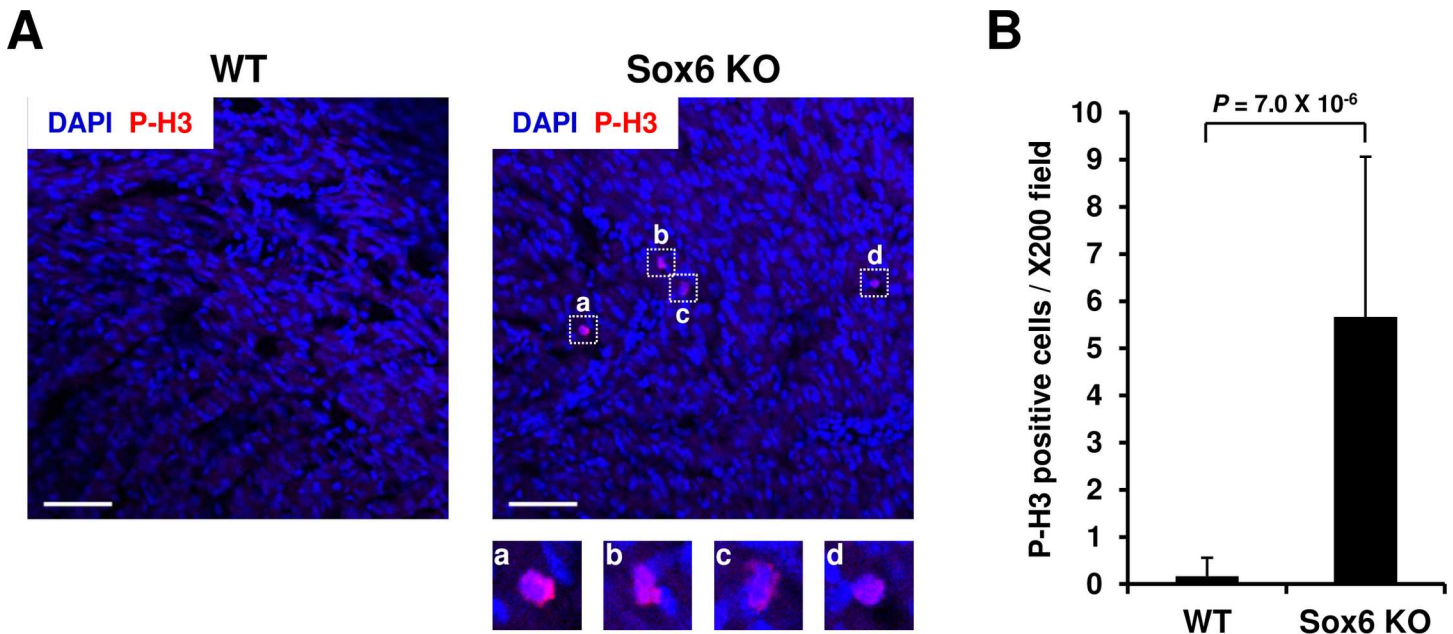 A
WT
DAPI P-H3
Sox6 KO
DAPI P-H3
b
d
a
c
a
b
c
d
B
P = 7.0 X 10-6
P-H3 positive cells / X200 field
10
9
8
7
6
5
4
3
2
1
0
WT
Sox6 KO